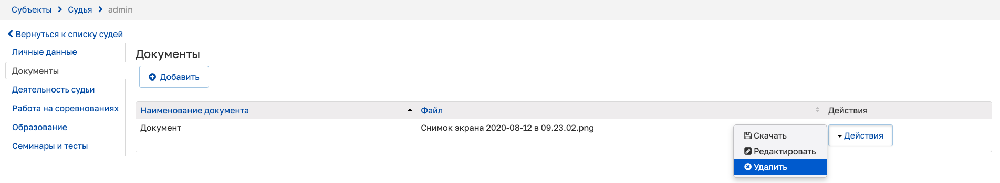 Субъекты Судья admin
Вернуться к списку судей
Личные данные
Документы
Деятельность судьи
Работа на соревнованиях
Образование
Семинары и тесты
Документы
Добавить
Наименование документа Файл Действия
Документ Снимок экрана 2020-08-12 в 09.23.02.png Действия
Скачать
Редактировать
Удалить